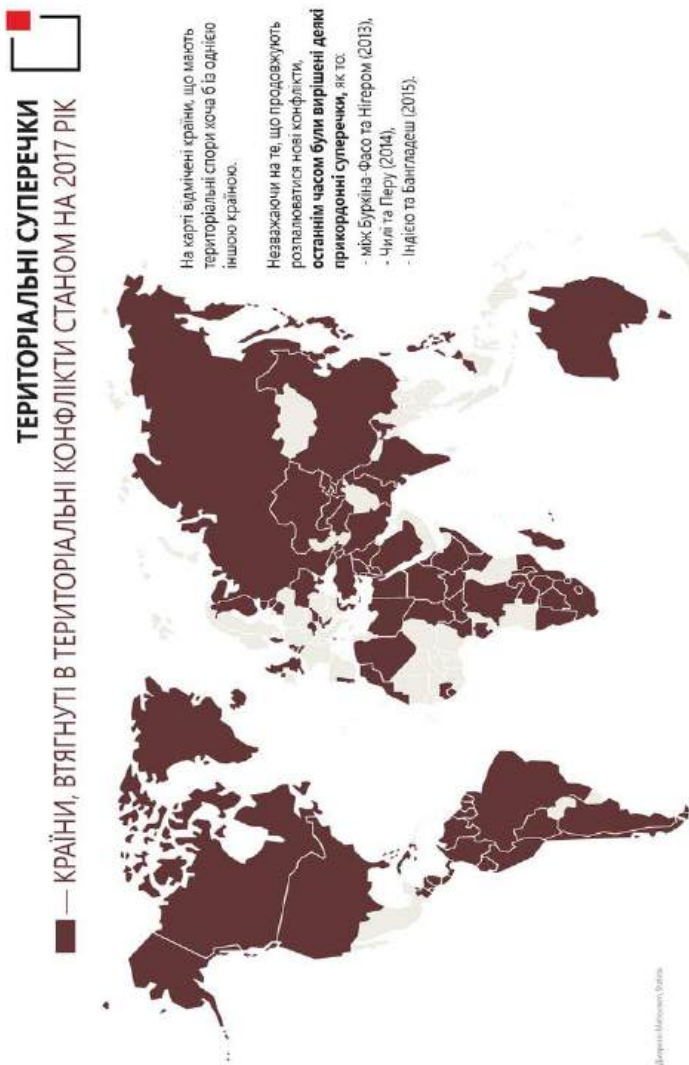 ТЕРИТОРІАЛЬНІ СУПЕРЕЧКИ
— КРАЇНИ, ВТЯГНУТІ В ТЕРИТОРІАЛЬНІ КОНФЛІКТИ СТАНОМ НА 2017 РІК
На карті відмічені країни, що мають
територіальні спори хоча б із однією
іншою країною.
Незважаючи на те, що продовжують
розпалюватися нові конфлікти,
останнім часом були вирішені деякі
прикордонні суперечки, як то:
- між Буркіна-Фасо та Нігером (2013),
- Чилі та Перу (2014),
- Індією та Бангладеш (2015).